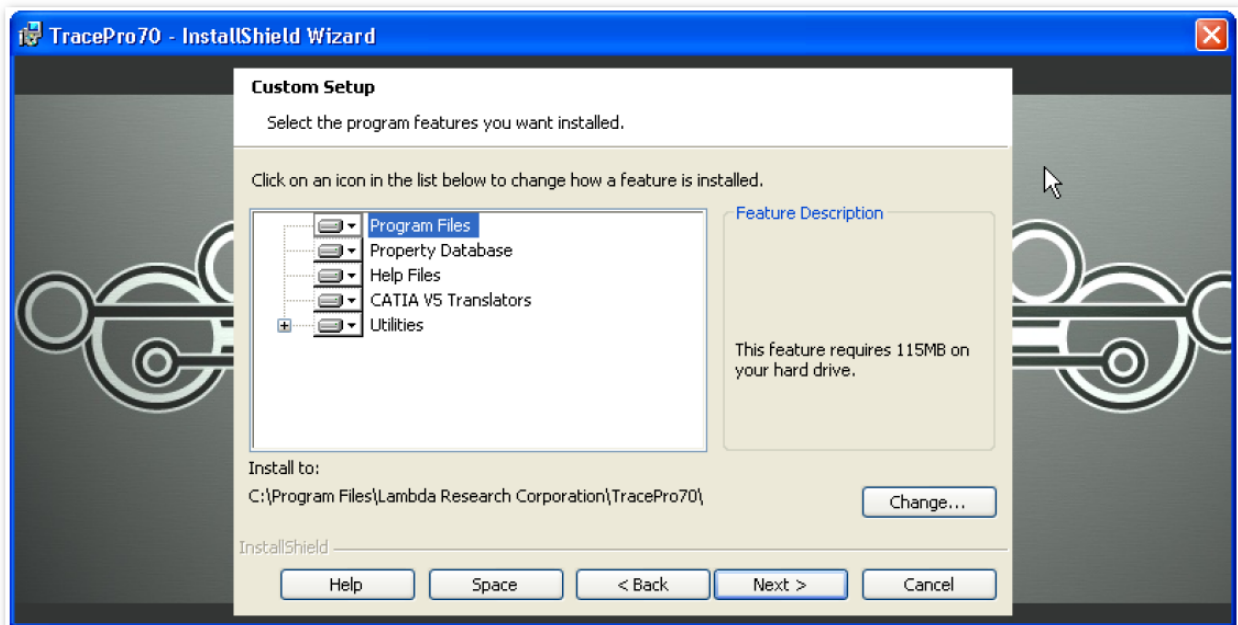 TracePro70 - InstallShield Wizard
Custom Setup
Select the program features you want installed.
Click on an icon in the list below to change how a feature is installed.
Program Files
Property Database
Help Files
CATIA V5 Translators
Utilities
Feature Description
This feature requires 115MB on
your hard drive.
Install to:
C:\Program Files\Lambda Research Corporation\TracePro70\
Change...
InstallShield
Help
Space
< Back
Next >
Cancel